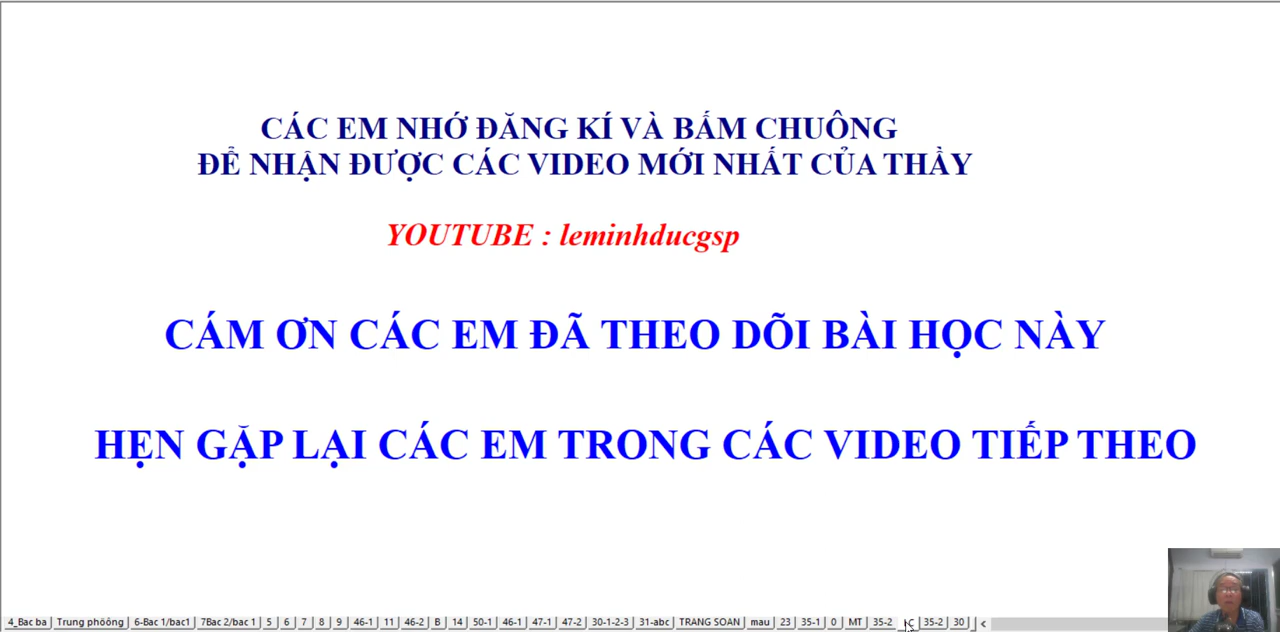 CÁC EM NHỚ ĐĂNG KÍ VÀ BẤM CHUÔNG
ĐỂ NHẬN ĐƯỢC CÁC VIDEO MỚI NHẤT CỦA THẦY
YOUTUBE : leminhducgsp
CÁM ƠN CÁC EM ĐÃ THEO DÕI BÀI HỌC NÀY
HẸN GẶP LẠI CÁC EM TRONG CÁC VIDEO TIẾP THEO
4_Bac ba Trung phöông 6-Bac 1/bac1 7Bac 2/bac 1 5 6 7 8 9 46-1 11 46-2 B 14 50-1 46-1 47-1 47-2 30-1-2-3 31-abc TRANG SOAN mau 23 35-1 0 MT 35-2 35-2 30